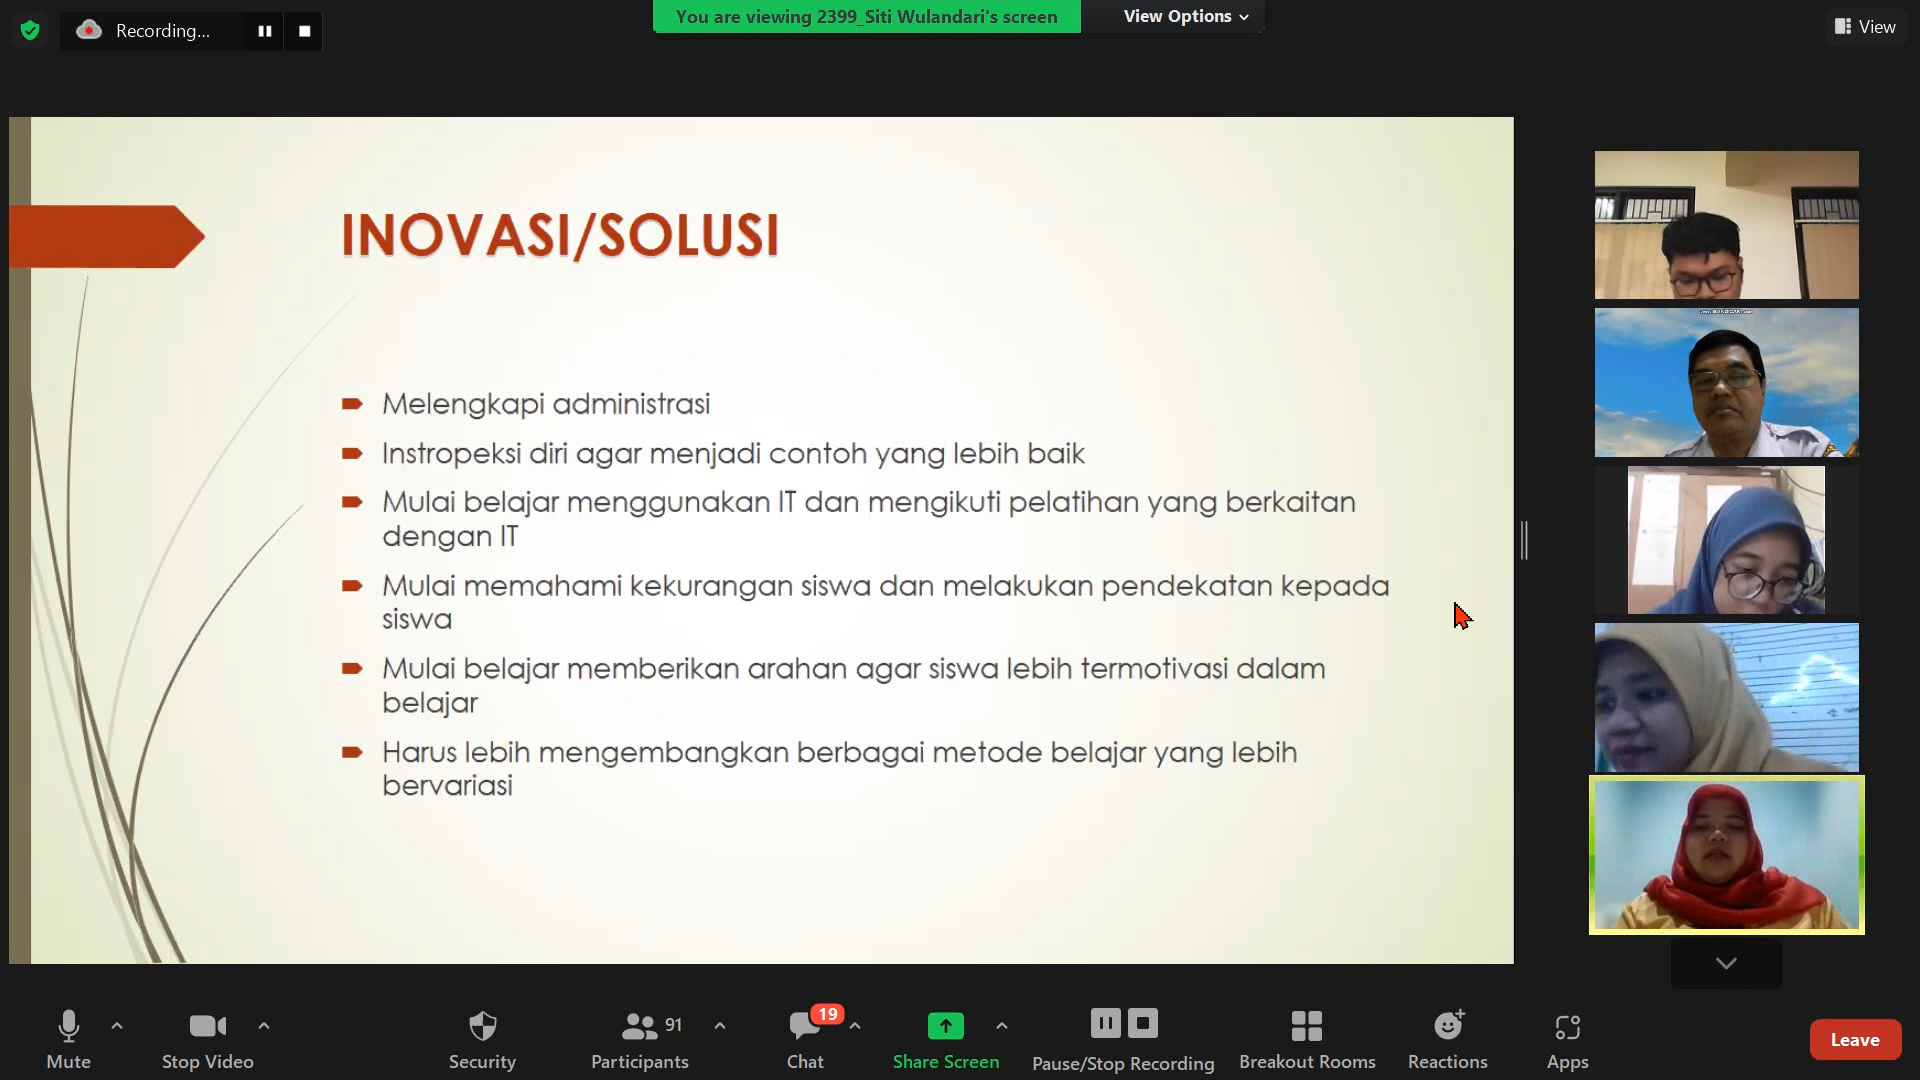 Recording...
You are viewing 2399_Siti Wulandari's screen
View Options
View
INOVASI/SOLUSI
Melengkapi administrasi
Instropeksi diri agar menjadi contoh yang lebih baik
Mulai belajar menggunakan IT dan mengikuti pelatihan yang berkaitan
dengan IT
Mulai memahami kekurangan siswa dan melakukan pendekatan kepada
siswa
Mulai belajar memberikan arahan agar siswa lebih termotivasi dalam
belajar
Harus lebih mengembangkan berbagai metode belajar yang lebih
bervariasi
Mute
Stop Video
Security
91
Participants
19
Chat
Share Screen
Pause/Stop Recording
Breakout Rooms
Reactions
Apps
Leave